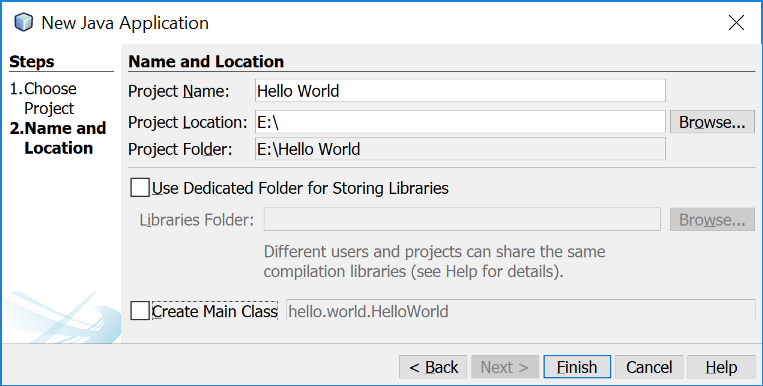 New Java Application
Steps
1.Choose
Project
2.Name and
Location
Name and Location
Project Name: Hello World
Project Location: E:\ Browse...
Project Folder: E:\Hello World
Use Dedicated Folder for Storing Libraries
Libraries Folder: Browse...
Different users and projects can share the same
compilation libraries (see Help for details).
Create Main Class hello.world.HelloWorld
< Back Next > Finish Cancel Help